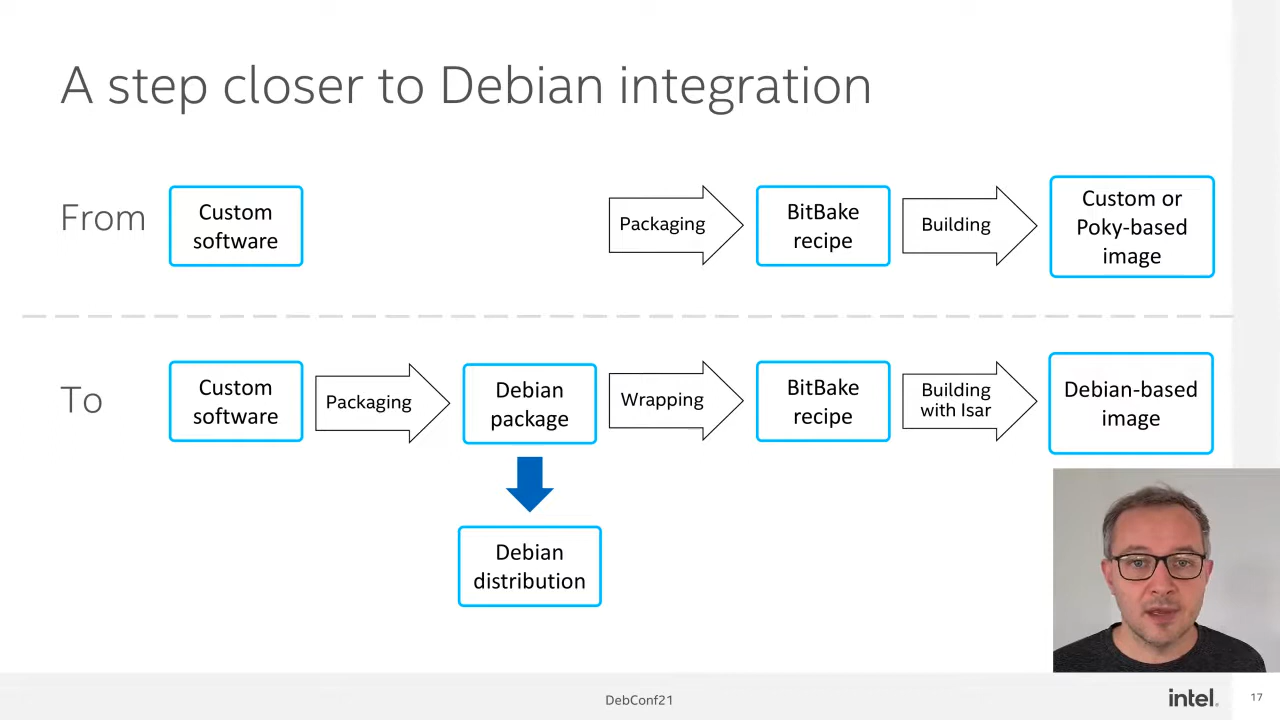 A step closer to Debian integration
From
Custom
software
Packaging
BitBake
recipe
Building
Custom or
Poky-based
image
To
Custom
software
Packaging
Debian
package
Wrapping
BitBake
recipe
Building
with Isar
Debian-based
image
Debian
distribution
DebConf21
intel.
17